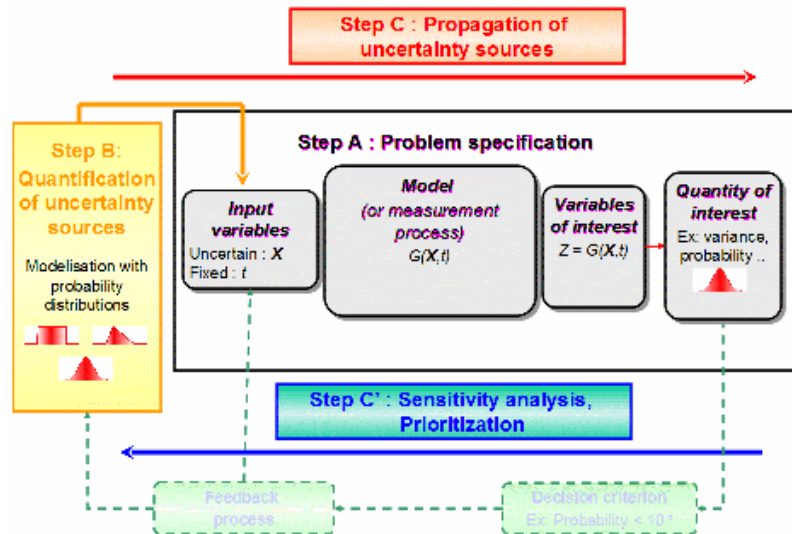 Step C : Propagation of
uncertainty sources
Step A : Problem specification
Step B:
Quantification
of uncertainty
sources
Modelisation with
probability
distributions
Input
variables
Uncertain : X
Fixed : t
Model
(or measurement
process)
G(X,t)
Variables
of interest
Z = G(X,t)
Quantity of
interest
Ex: variance,
probability ..
Step C' : Sensitivity analysis,
Prioritization
Feedback
process
Decision criterion
Ex: Probability <